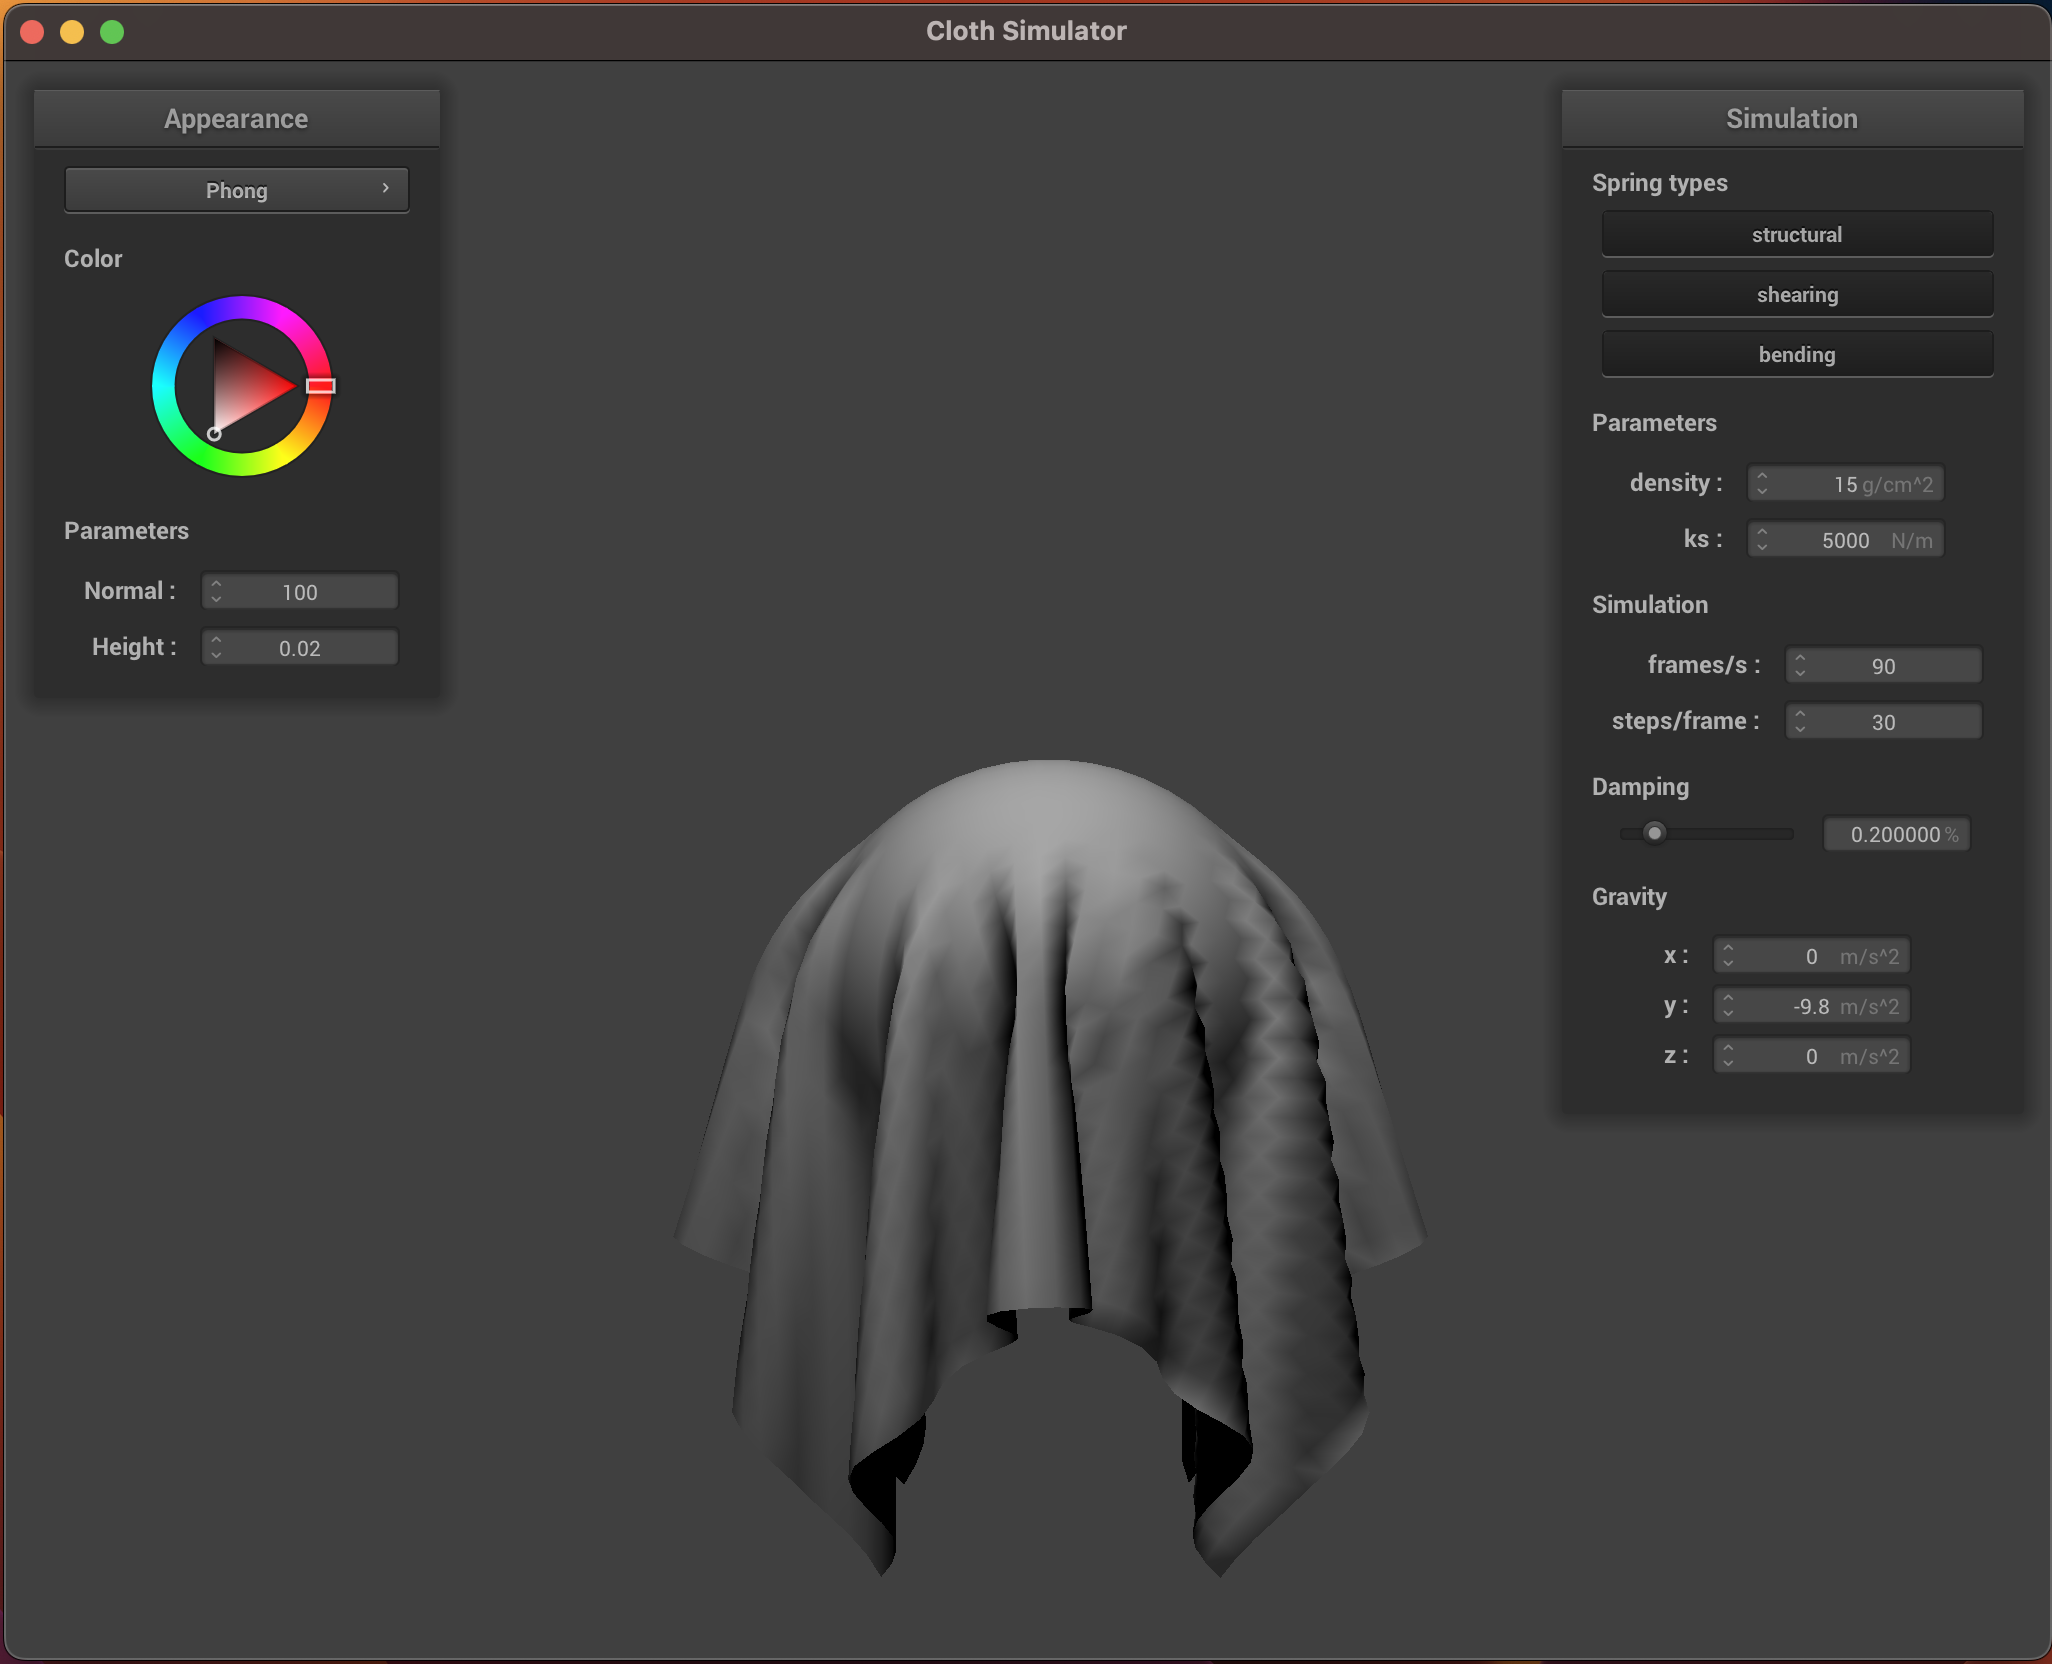 Cloth Simulator
Appearance
Phong
Color
Parameters
Normal : 100
Height : 0.02
Simulation
Spring types
structural
shearing
bending
Parameters
density : 15 g/cm^2
ks : 5000 N/m
Simulation
frames/s : 90
steps/frame : 30
Damping
0.200000 %
Gravity
x : 0 m/s^2
y : -9.8 m/s^2
z : 0 m/s^2